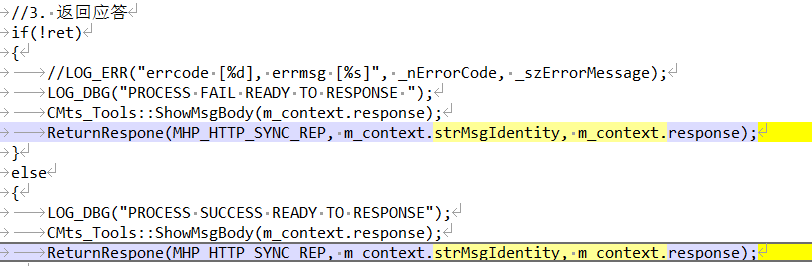 //3. 返回应答
if(!ret)
{
//LOG_ERR("errcode [%d], errmsg [%s]", _nErrorCode, _szErrorMessage);
LOG_DBG("PROCESS FAIL READY TO RESPONSE ");
CMts_Tools::ShowMsgBody(m_context.response);
ReturnRespone(MHP_HTTP_SYNC_REP, m_context.strMsgIdentity, m_context.response);
}
else
{
LOG_DBG("PROCESS SUCCESS READY TO RESPONSE");
CMts_Tools::ShowMsgBody(m_context.response);
ReturnRespone(MHP_HTTP_SYNC_REP, m_context.strMsgIdentity, m_context.response);